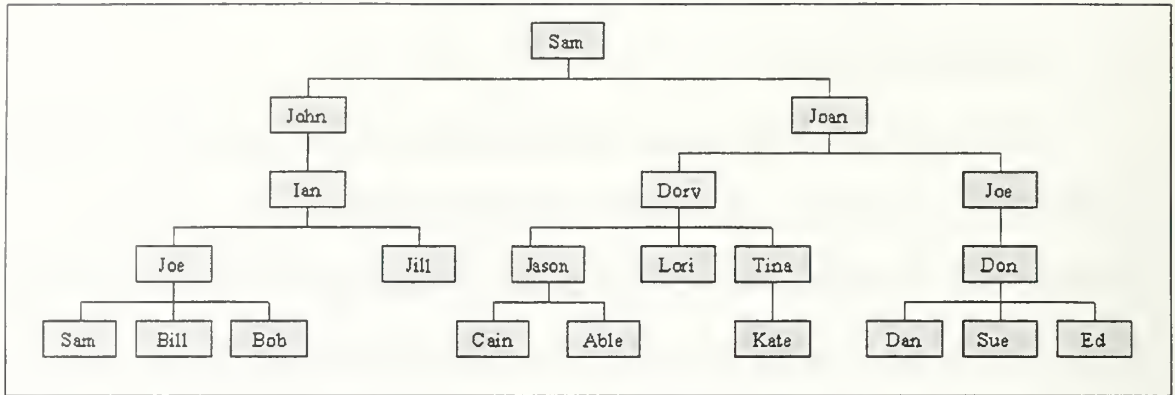 Sam
John Joan
Ian Dorv Joe
Joe Jill Jason Lori Tina Don
Sam Bill Bob Cain Able Kate Dan Sue Ed